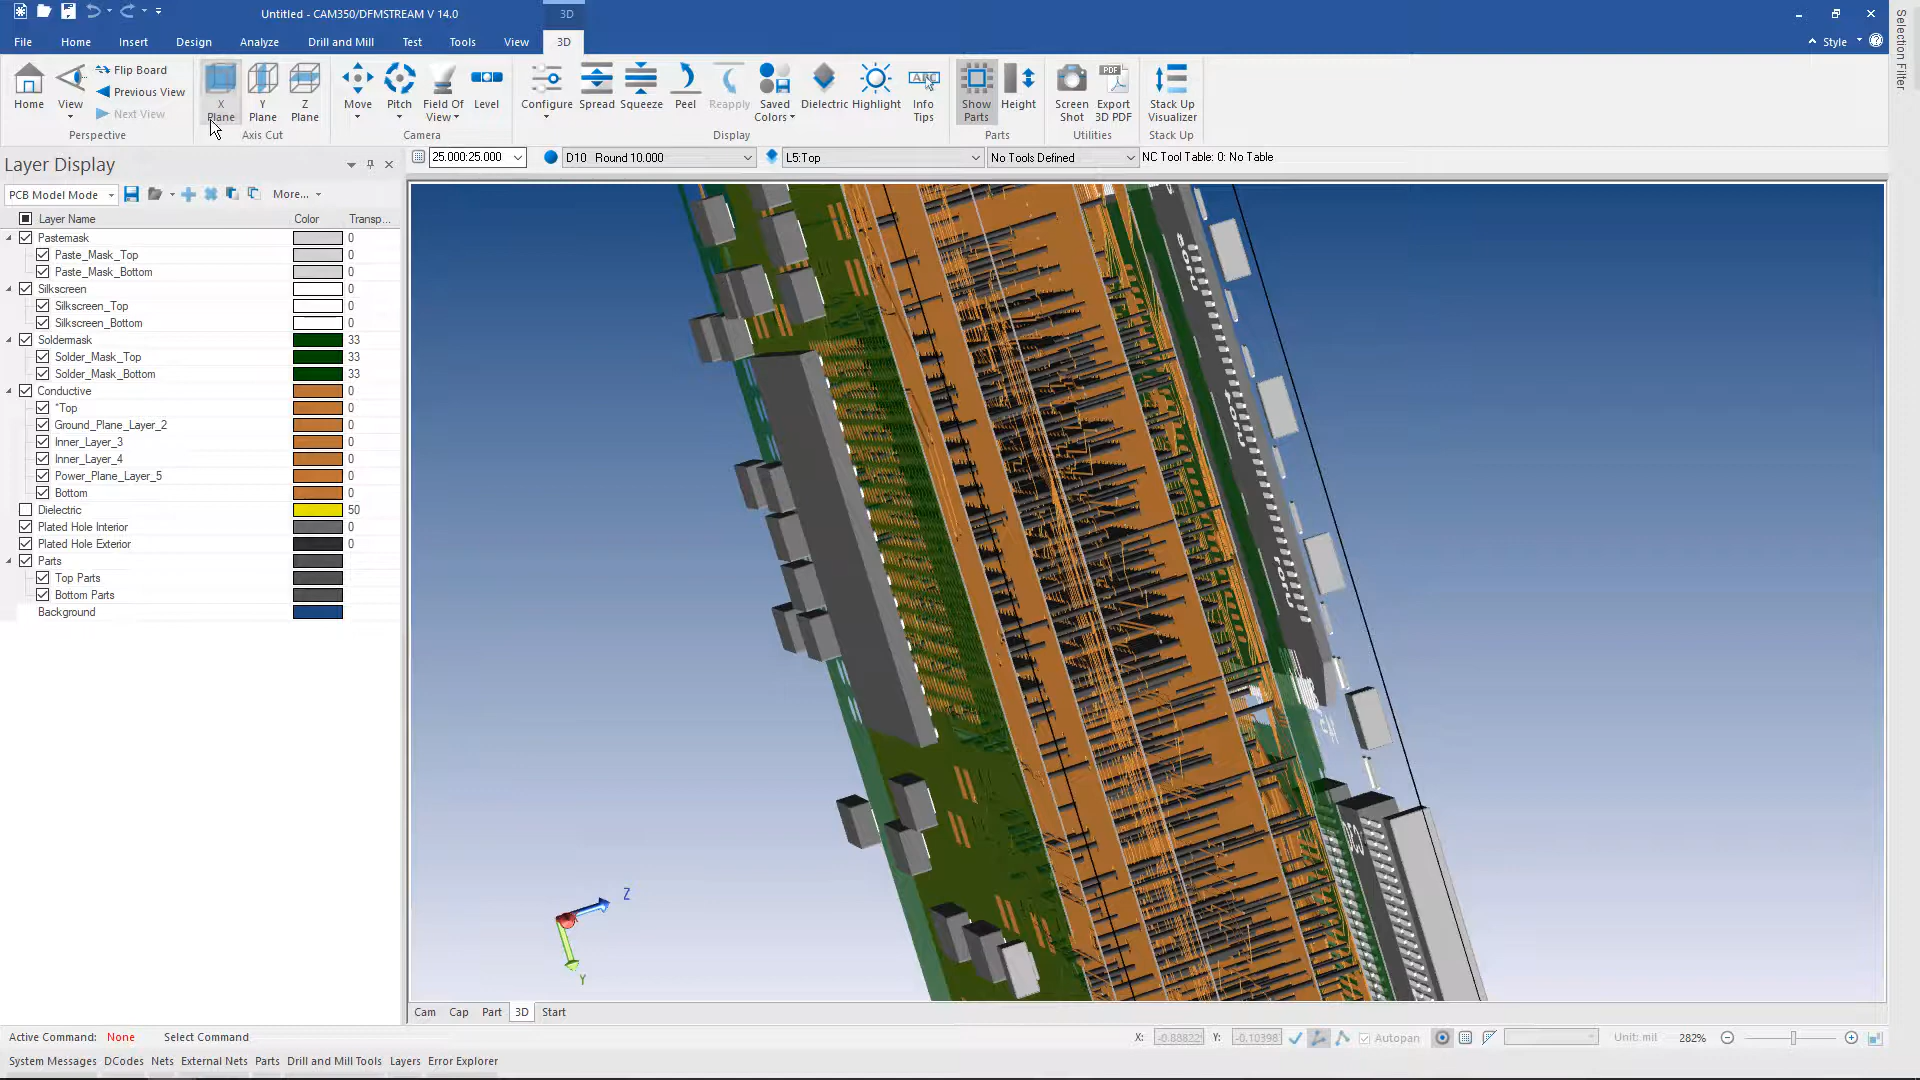 Untitled - CAM350/DFMSTREAM V 14.0
3D
File Home Insert Design Analyze Drill and Mill Test Tools View 3D
Style
Selection Filter
Home
View
Flip Board
Previous View
Next View
Perspective
X Plane
Y Plane
Z Plane
Axis Cut
Move
Pitch
Field Of View
Level
Camera
Configure
Spread
Squeeze
Peel
Reapply
Saved Colors
Dielectric
Highlight
Info Tips
Display
Show Parts
Height
Parts
Screen Shot
PDF
Export 3D PDF
Utilities
Stack Up Visualizer
Stack Up
Layer Display
25.000:25.000
D10 Round 10.000
L5:Top
No Tools Defined
NC Tool Table: 0: No Table
PCB Model Mode
More...
Layer Name Color Transp...
Pastemask 0
Paste_Mask_Top 0
Paste_Mask_Bottom 0
Silkscreen 0
Silkscreen_Top 0
Silkscreen_Bottom 0
Soldermask 33
Solder_Mask_Top 33
Solder_Mask_Bottom 33
Conductive 0
*Top 0
Ground_Plane_Layer_2 0
Inner_Layer_3 0
Inner_Layer_4 0
Power_Plane_Layer_5 0
Bottom 0
Dielectric 50
Plated Hole Interior 0
Plated Hole Exterior 0
Parts
Top Parts
Bottom Parts
Background
Z
Y
Cam Cap Part 3D Start
Active Command: None Select Command
X: -0.88822 Y: -0.10398 Autopan Unit: mil 282%
System Messages DCodes Nets External Nets Parts Drill and Mill Tools Layers Error Explorer